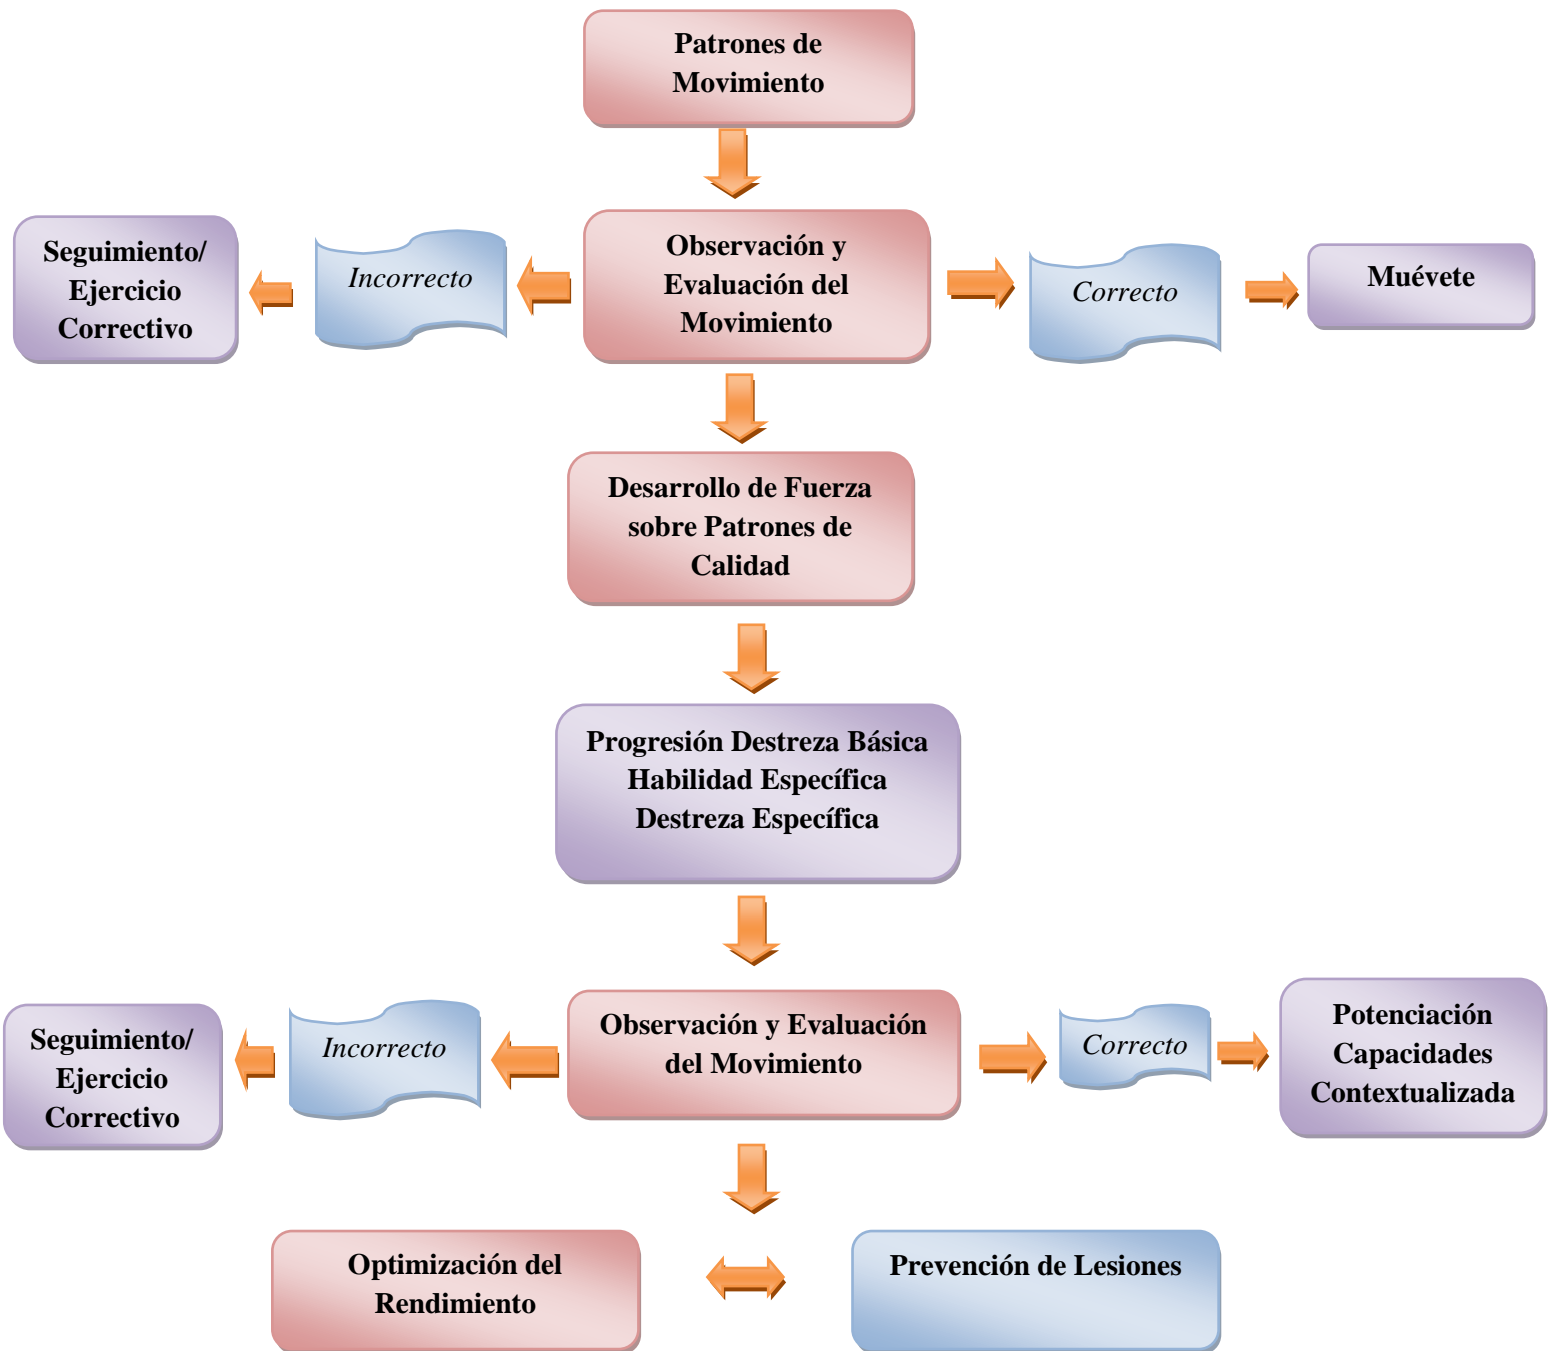 Patrones de
Movimiento
Seguimiento/
Ejercicio
Correctivo
Incorrecto
Observación y
Evaluación del
Movimiento
Correcto
Muévete
Desarrollo de Fuerza
sobre Patrones de
Calidad
Progresión Destreza Básica
Habilidad Específica
Destreza Específica
Seguimiento/
Ejercicio
Correctivo
Incorrecto
Observación y Evaluación
del Movimiento
Correcto
Potenciación
Capacidades
Contextualizada
Optimización del
Rendimiento
Prevención de Lesiones